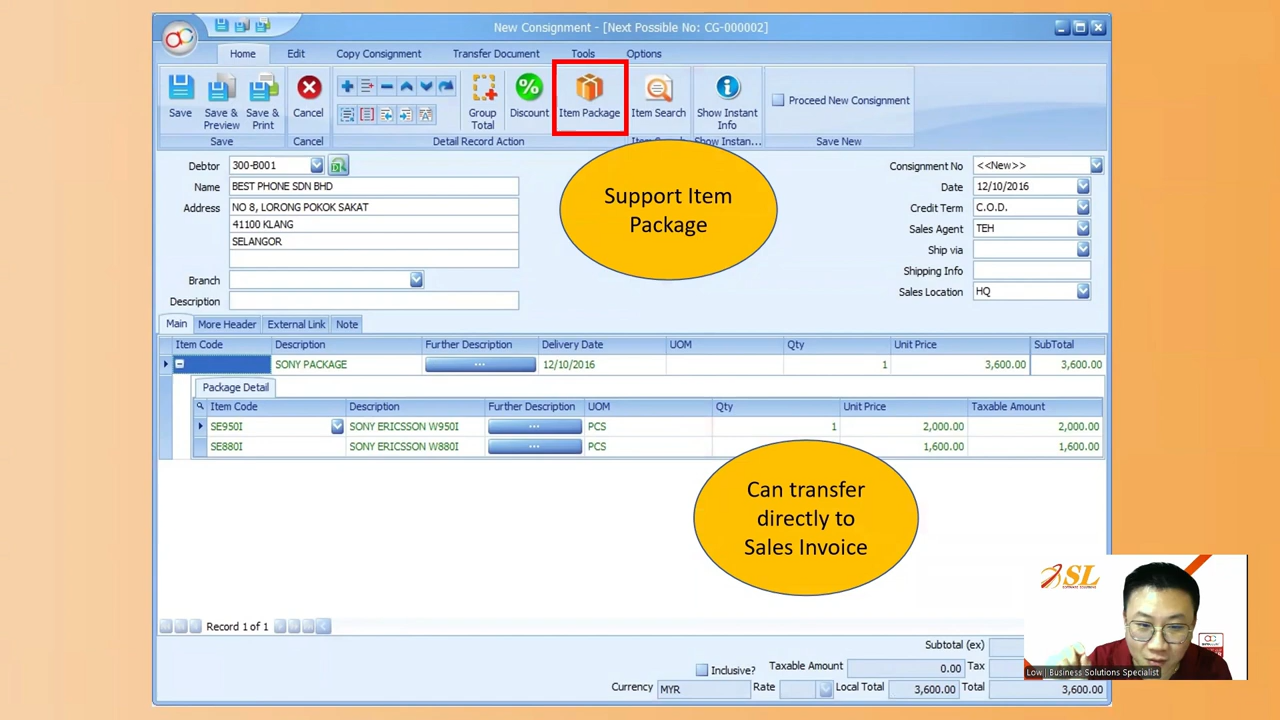 New Consignment - [Next Possible No: CG-000002]
Home Edit Copy Consignment Transfer Document Tools Options
Save
Save & Preview
Save & Print
Cancel
Group Total
Discount
Item Package
Item Search
Show Instant Info
Proceed New Consignment
Save Cancel Detail Record Action Show Instan... Save New
Debtor 300-B001
Name BEST PHONE SDN BHD
Address NO 8, LORONG POKOK SAKAT
41100 KLANG
SELANGOR
Branch
Description
Support Item
Package
Consignment No <<New>>
Date 12/10/2016
Credit Term C.O.D.
Sales Agent TEH
Ship via
Shipping Info
Sales Location HQ
Main More Header External Link Note
Item Code Description Further Description Delivery Date UOM Qty Unit Price SubTotal
SONY PACKAGE ... 12/10/2016 1 3,600.00 3,600.00
Package Detail
Item Code Description Further Description UOM Qty Unit Price Taxable Amount
SE950I SONY ERICSSON W950I ... PCS 1 2,000.00 2,000.00
SE880I SONY ERICSSON W880I ... PCS 1,600.00 1,600.00
Can transfer
directly to
Sales Invoice
Record 1 of 1
Subtotal (ex)
Inclusive? Taxable Amount 0.00 Tax
Currency MYR Rate Local Total 3,600.00 Total 3,600.00
SL
Low | Business Solutions Specialist